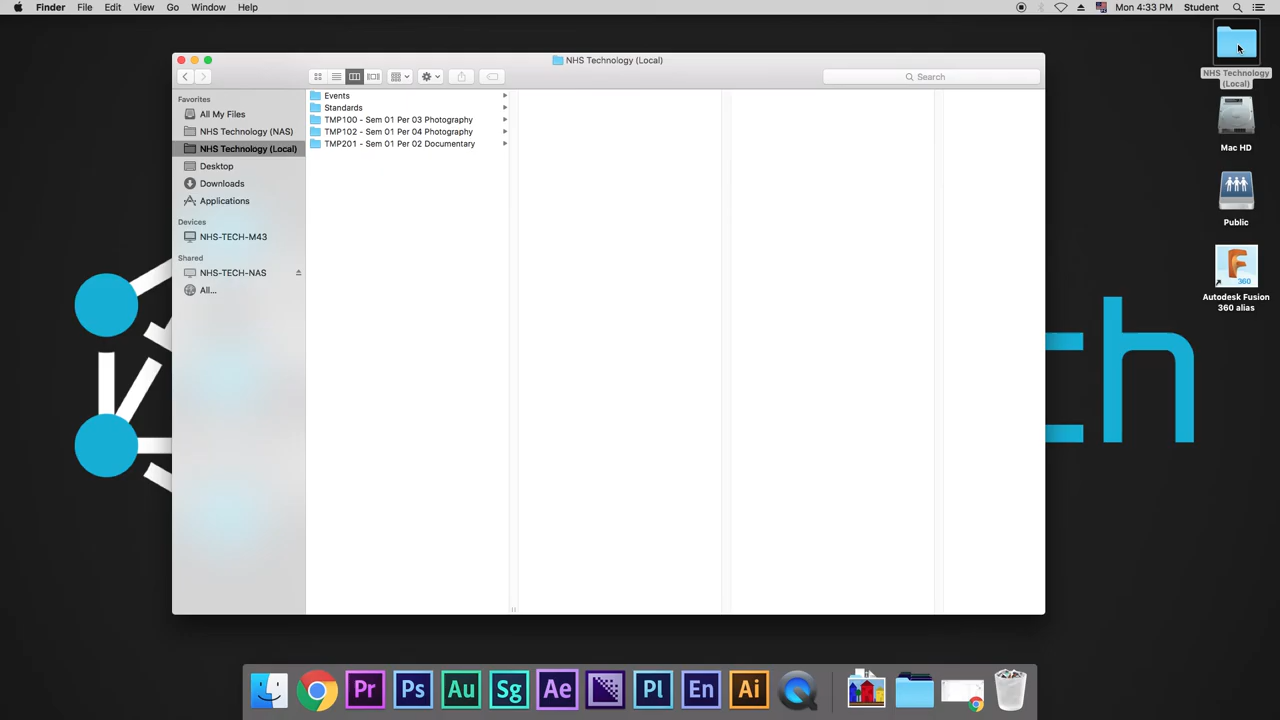 Finder File Edit View Go Window Help Mon 4:33 PM Student
NHS Technology (Local)
Search
Favorites
All My Files
NHS Technology (NAS)
NHS Technology (Local)
Desktop
Downloads
Applications
Devices
NHS-TECH-M43
Shared
NHS-TECH-NAS
All...
Events
Standards
TMP100 - Sem 01 Per 03 Photography
TMP102 - Sem 01 Per 04 Photography
TMP201 - Sem 01 Per 02 Documentary
NHS Technology
(Local)
Mac HD
Public
F
360
Autodesk Fusion
360 alias
ch
Pr Ps Au Sg Ae Pl En Ai